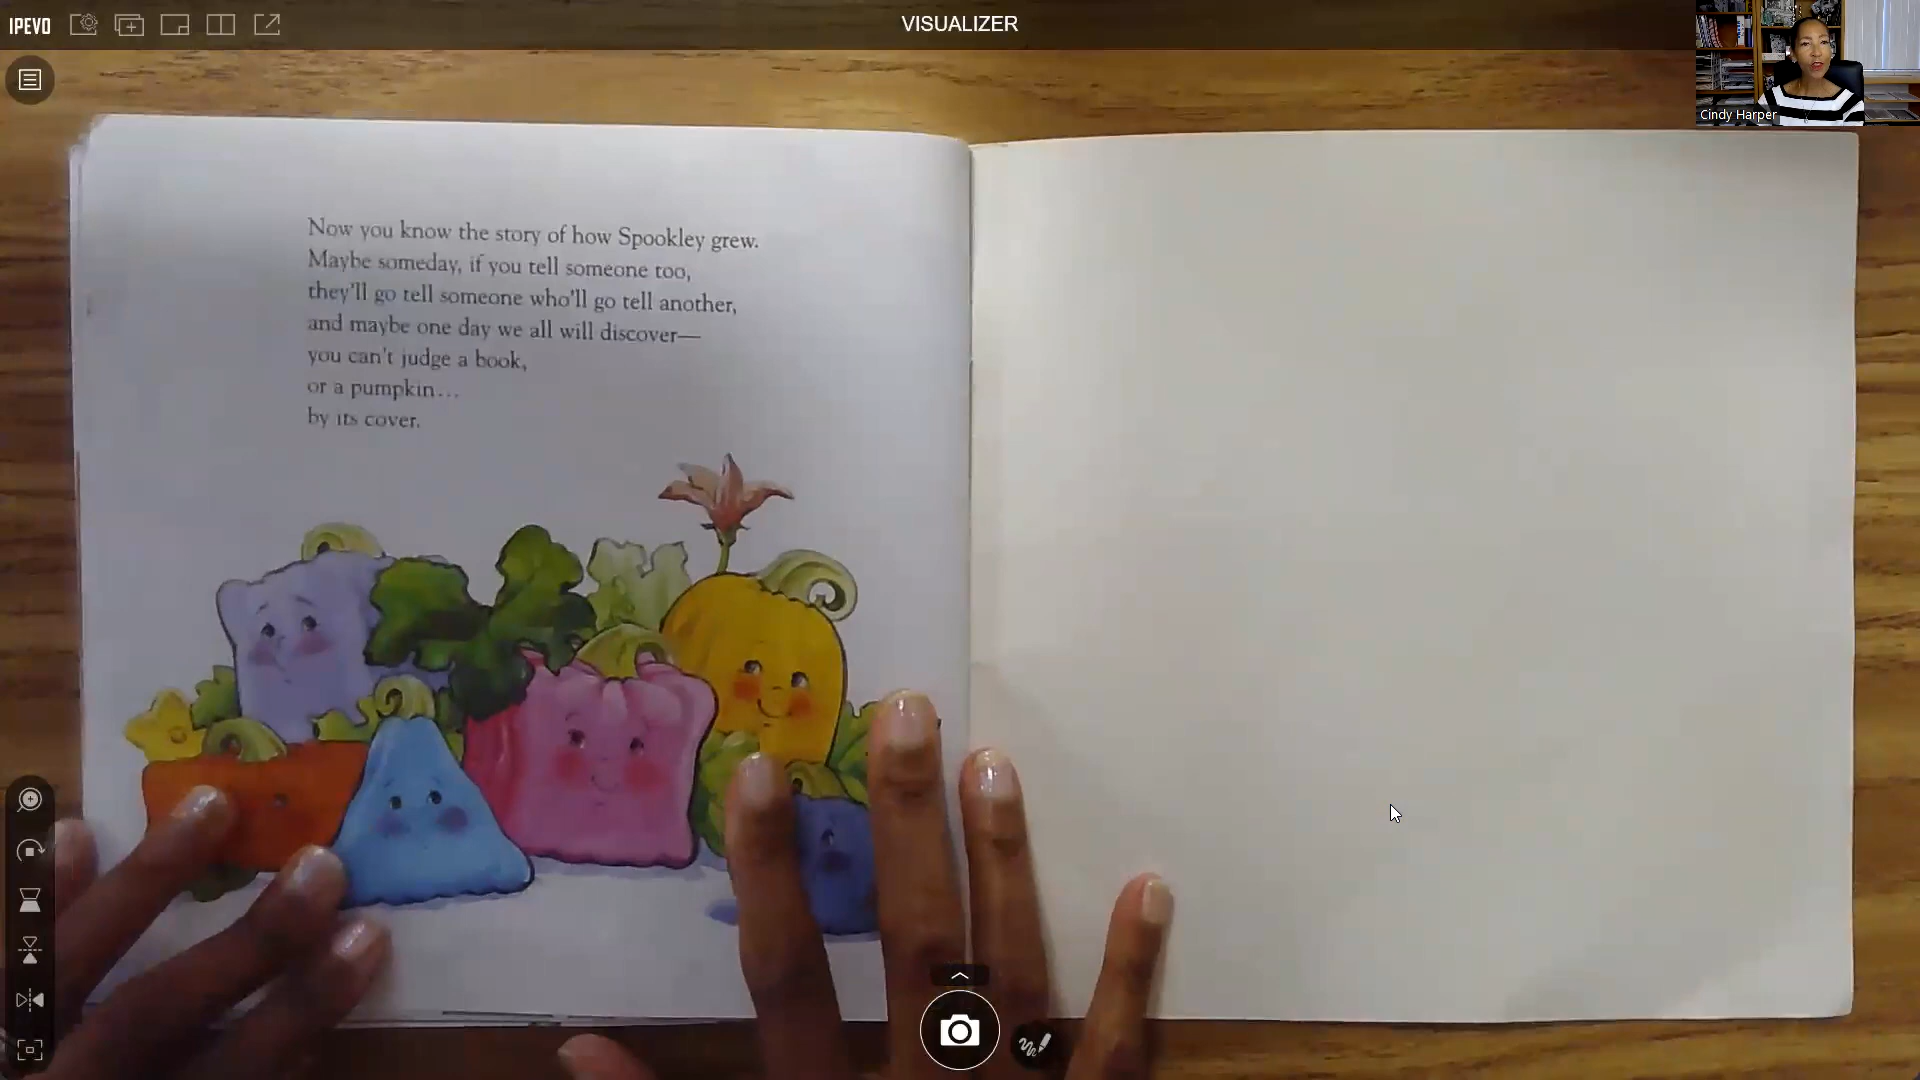 IPEVO
VISUALIZER
Cindy Harper
Now you know the story of how Spookley grew.
Maybe someday, if you tell someone too,
they'll go tell someone who'll go tell another,
and maybe one day we all will discover—
you can't judge a book,
or a pumpkin...
by its cover.